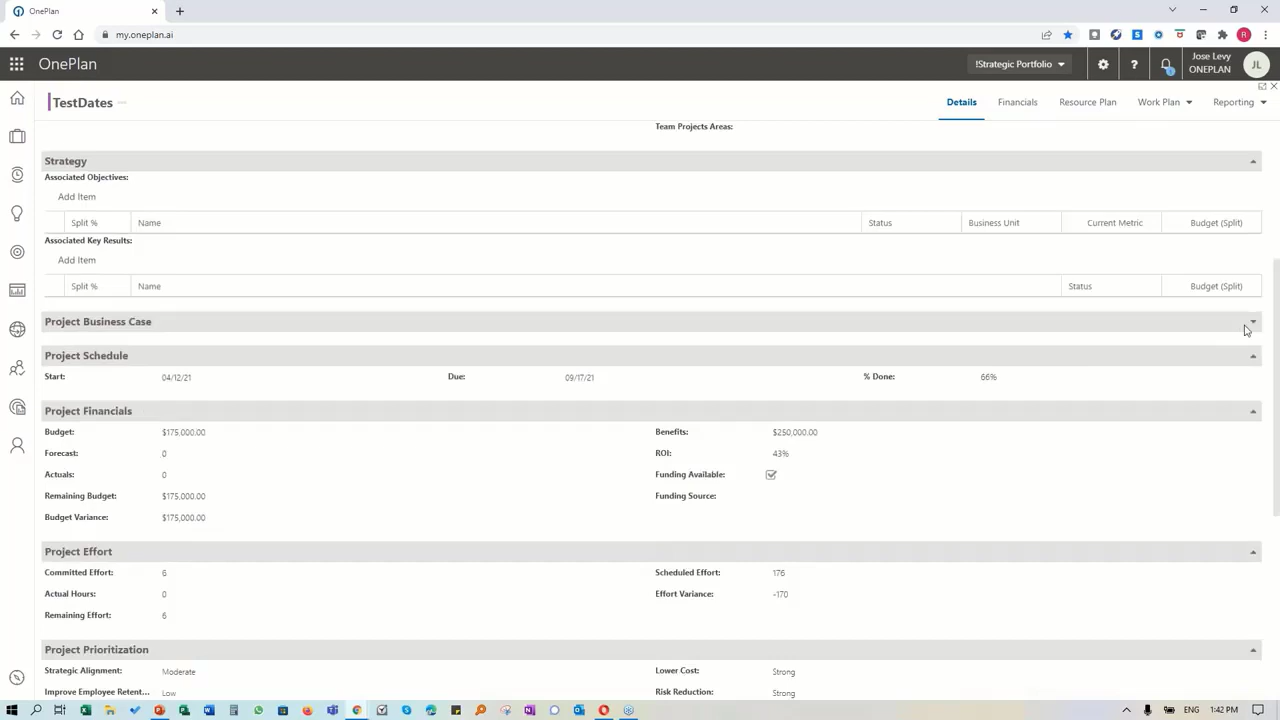 OnePlan
my.oneplan.ai
R
OnePlan
!Strategic Portfolio
?
Jose Levy
ONEPLAN
JL
TestDates
Details
Financials
Resource Plan
Work Plan
Reporting
Team Projects Areas:
Strategy
Associated Objectives:
Add Item
Split % Name Status Business Unit Current Metric Budget (Split)
Associated Key Results:
Add Item
Split % Name Status Budget (Split)
Project Business Case
Project Schedule
Start: 04/12/21 Due: 09/17/21 % Done: 66%
Project Financials
Budget: $175,000.00 Benefits: $250,000.00
Forecast: 0 ROI: 43%
Actuals: 0 Funding Available:
Remaining Budget: $175,000.00 Funding Source:
Budget Variance: $175,000.00
Project Effort
Committed Effort: 6 Scheduled Effort: 176
Actual Hours: 0 Effort Variance: -170
Remaining Effort: 6
Project Prioritization
Strategic Alignment: Moderate Lower Cost: Strong
Improve Employee Retent... Low Risk Reduction: Strong
ENG 1:42 PM